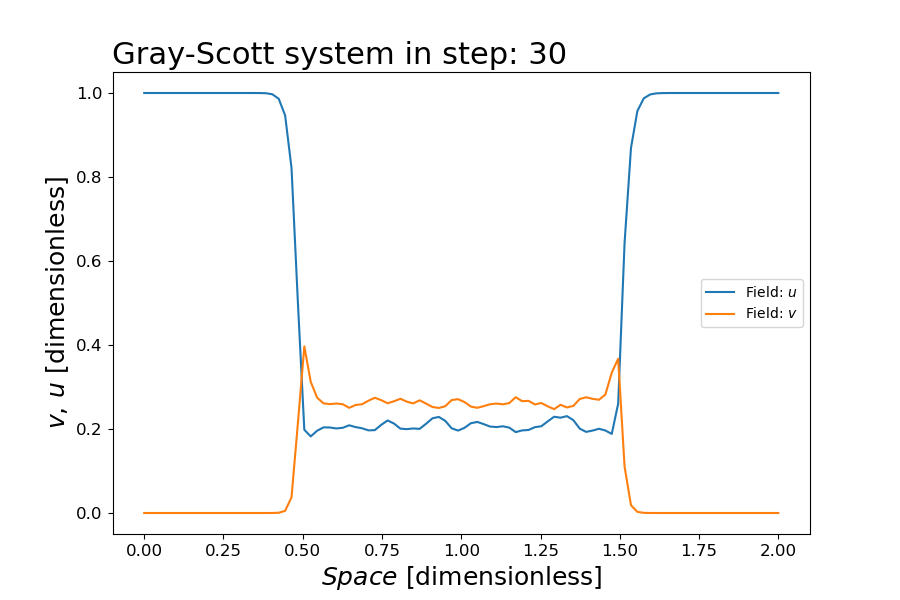 Gray-Scott system in step: 30
v, u [dimensionless]
1.0
0.8
0.6
0.4
0.2
0.0
Field: u
Field: v
0.00 0.25 0.50 0.75 1.00 1.25 1.50 1.75 2.00
Space [dimensionless]